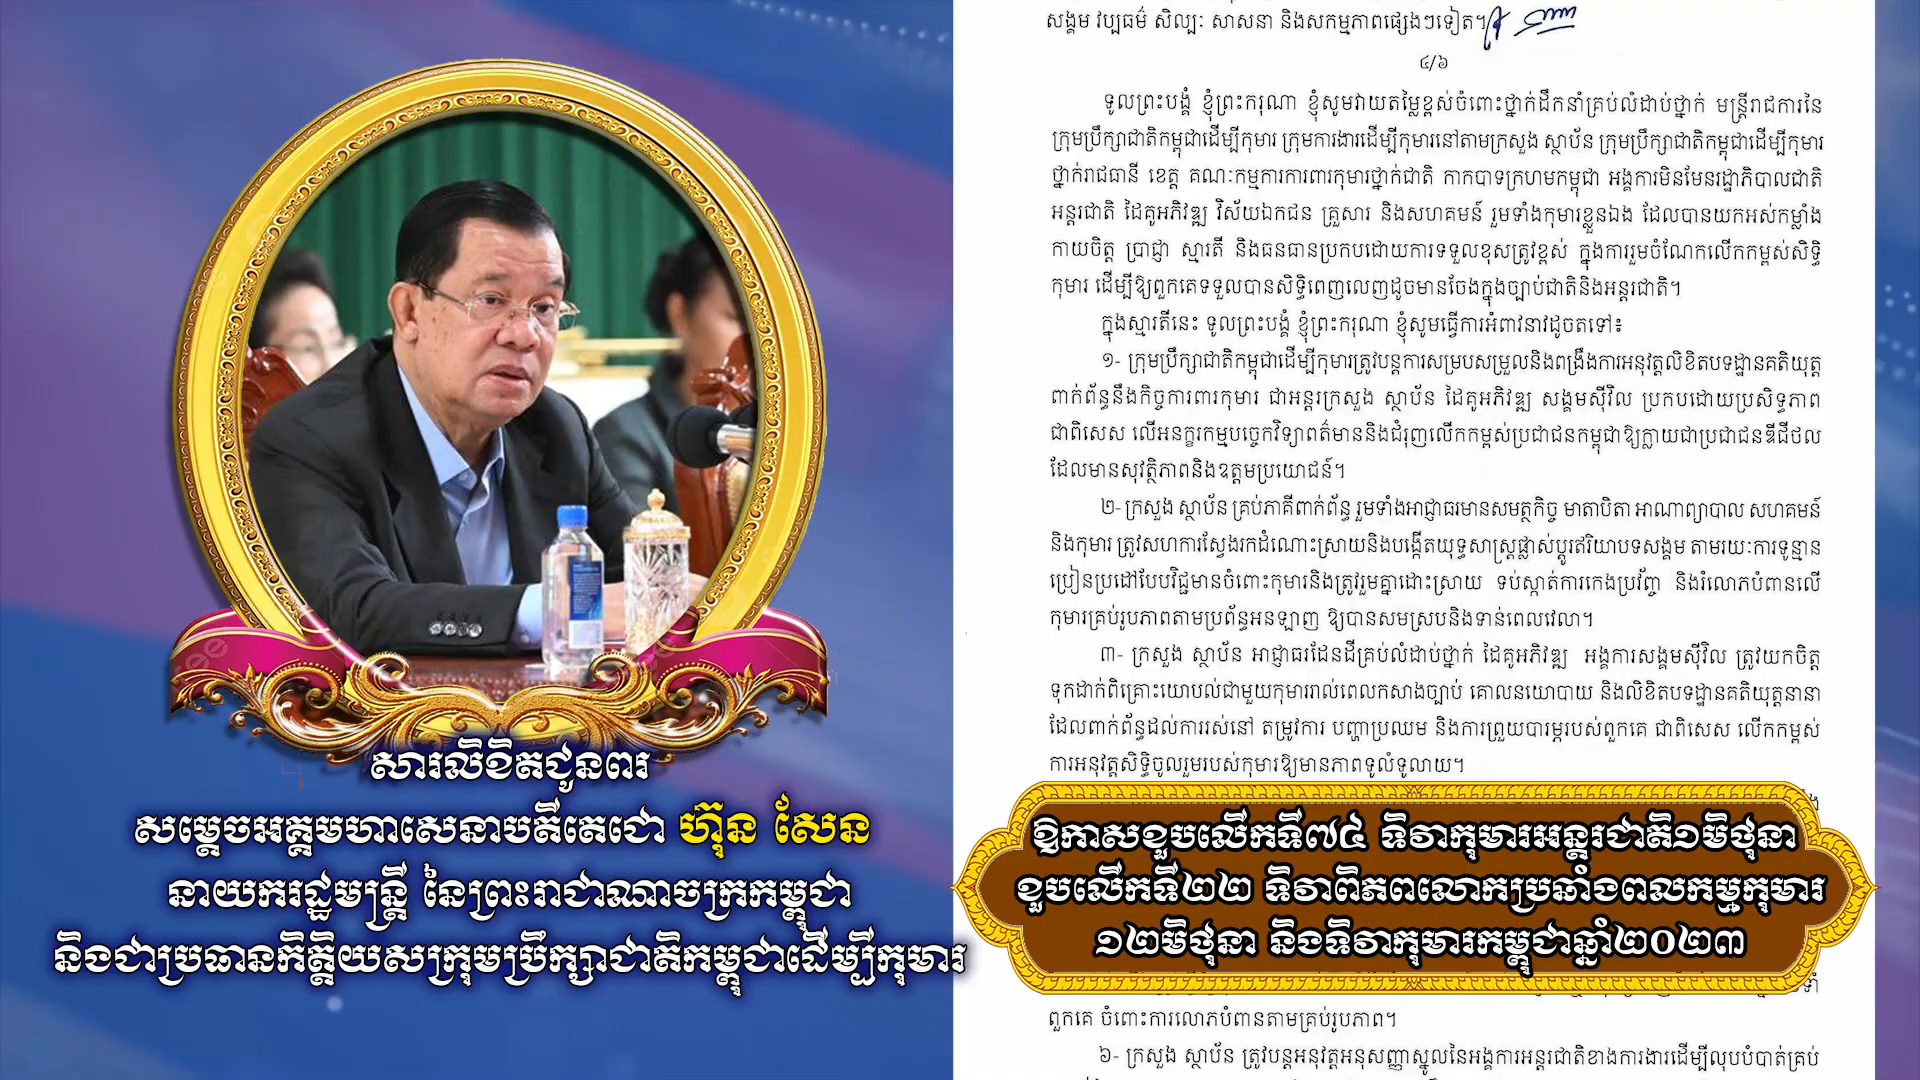 សារលិខិតជូនពរ
សម្តេចអគ្គមហាសេនាបតីតេជោ ហ៊ុន សែន
នាយករដ្ឋមន្ត្រី នៃព្រះរាជាណាចក្រកម្ពុជា
និងជាប្រធានកិត្តិយសក្រុមប្រឹក្សាជាតិកម្ពុជាដើម្បីកុមារ
សង្គម វប្បធម៌ សិល្បៈ សាសនា និងសកម្មភាពផ្សេងៗទៀត។
៤/៦
ទូលព្រះបង្គំ ខ្ញុំព្រះករុណា ខ្ញុំសូមវាយតម្លៃខ្ពស់ចំពោះថ្នាក់ដឹកនាំគ្រប់លំដាប់ថ្នាក់ មន្ត្រីរាជការនៃ
ក្រុមប្រឹក្សាជាតិកម្ពុជាដើម្បីកុមារ ក្រុមការងារដើម្បីកុមារនៅតាមក្រសួង ស្ថាប័ន ក្រុមប្រឹក្សាជាតិកម្ពុជាដើម្បីកុមារ
ថ្នាក់រាជធានី ខេត្ត គណៈកម្មការការពារកុមារថ្នាក់ជាតិ កាកបាទក្រហមកម្ពុជា អង្គការមិនមែនរដ្ឋាភិបាលជាតិ
អន្តរជាតិ ដៃគូអភិវឌ្ឍ វិស័យឯកជន គ្រួសារ និងសហគមន៍ រួមទាំងកុមារខ្លួនឯង ដែលបានយកអស់កម្លាំង
កាយចិត្ត ប្រាជ្ញា ស្មារតី និងធនធានប្រកបដោយការទទួលខុសត្រូវខ្ពស់ ក្នុងការរួមចំណែកលើកកម្ពស់សិទ្ធិ
កុមារ ដើម្បីឱ្យពួកគេទទួលបានសិទ្ធិពេញលេញដូចមានចែងក្នុងច្បាប់ជាតិនិងអន្តរជាតិ។
ក្នុងស្មារតីនេះ ទូលព្រះបង្គំ ខ្ញុំព្រះករុណា ខ្ញុំសូមធ្វើការអំពាវនាវដូចតទៅ៖
១- ក្រុមប្រឹក្សាជាតិកម្ពុជាដើម្បីកុមារត្រូវបន្តការសម្របសម្រួលនិងពង្រឹងការអនុវត្តលិខិតបទដ្ឋានគតិយុត្ត
ពាក់ព័ន្ធនឹងកិច្ចការពារកុមារ ជាអន្តរក្រសួង ស្ថាប័ន ដៃគូអភិវឌ្ឍ សង្គមស៊ីវិល ប្រកបដោយប្រសិទ្ធភាព
ជាពិសេស លើអនក្ខរកម្មបច្ចេកវិទ្យាពត៌មាននិងជំរុញលើកកម្ពស់ប្រជាជនកម្ពុជាឱ្យក្លាយជាប្រជាជនឌីជីថល
ដែលមានសុវត្ថិភាពនិងឧត្តមប្រយោជន៍។
២- ក្រសួង ស្ថាប័ន គ្រប់ភាគីពាក់ព័ន្ធ រួមទាំងអាជ្ញាធរមានសមត្ថកិច្ច មាតាបិតា អាណាព្យាបាល សហគមន៍
និងកុមារ ត្រូវសហការស្វែងរកដំណោះស្រាយនិងបង្កើតយុទ្ធសាស្ត្រផ្លាស់ប្តូរឥរិយាបទសង្គម តាមរយៈការទូន្មាន
ប្រៀនប្រដៅបែបវិជ្ជមានចំពោះកុមារនិងត្រូវរួមគ្នាដោះស្រាយ ទប់ស្កាត់ការកេងប្រវ័ញ្ច និងរំលោភបំពានលើ
កុមារគ្រប់រូបភាពតាមប្រព័ន្ធអនឡាញ ឱ្យបានសមស្របនិងទាន់ពេលវេលា។
៣- ក្រសួង ស្ថាប័ន អាជ្ញាធរដែនដីគ្រប់លំដាប់ថ្នាក់ ដៃគូអភិវឌ្ឍ អង្គការសង្គមស៊ីវិល ត្រូវយកចិត្ត
ទុកដាក់ពិគ្រោះយោបល់ជាមួយកុមាររាល់ពេលកសាងច្បាប់ គោលនយោបាយ និងលិខិតបទដ្ឋានគតិយុត្តនានា
ដែលពាក់ព័ន្ធដល់ការរស់នៅ តម្រូវការ បញ្ហាប្រឈម និងការព្រួយបារម្ភរបស់ពួកគេ ជាពិសេស លើកកម្ពស់
ការអនុវត្តសិទ្ធិចូលរួមរបស់កុមារឱ្យមានភាពទូលំទូលាយ។
ឱកាសខួបលើកទី៧៤ ទិវាកុមារអន្តរជាតិ១មិថុនា
ខួបលើកទី២២ ទិវាពិភពលោកប្រឆាំងពលកម្មកុមារ
១២មិថុនា និងទិវាកុមារកម្ពុជាឆ្នាំ២០២៣
ពួកគេ ចំពោះការលោភបំពានតាមគ្រប់រូបភាព។
៦- ក្រសួង ស្ថាប័ន ត្រូវបន្តអនុវត្តអនុសញ្ញាស្នូលនៃអង្គការអន្តរជាតិខាងការងារដើម្បីលុបបំបាត់គ្រប់